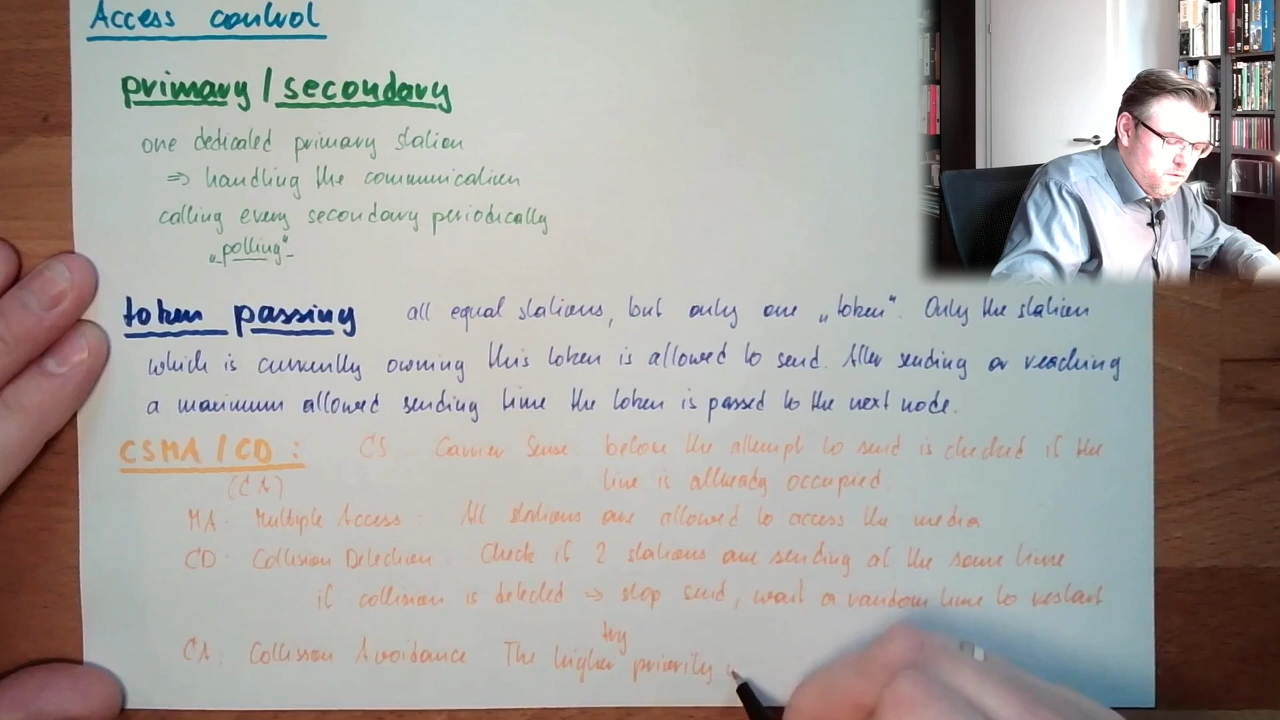 Access control
primary / secondary
one dedicated primary station
⇒ handling the communication
calling every secondary periodically
„polling"
token passing all equal stations, but only one „token". Only the station
which is currently owning this token is allowed to send. After sending or reaching
a maximum allowed sending time the token is passed to the next node.
CSMA / CD : CS Carrier Sense : before the attempt to send is checked if the
(CA) line is allready occupied
MA : Multiple Access : All stations are allowed to access the media
CD : Collision Detection : Check if 2 stations are sending at the same time
if collision is detected ⇒ stop send, wait a random time to restart
try
CA : Collision Avoidance The higher priority